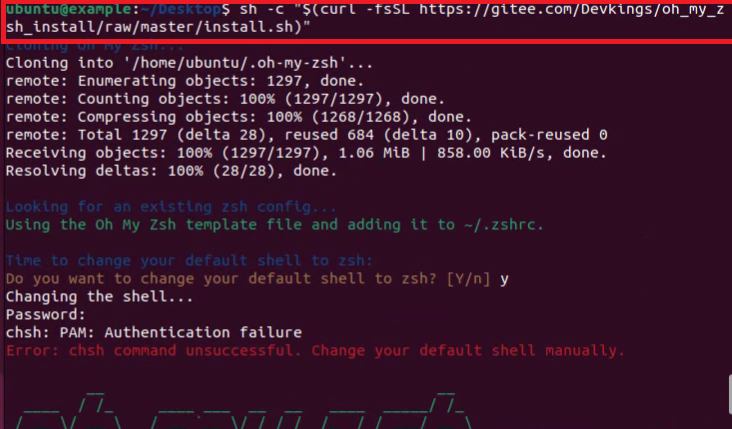 ubuntu@example:~/Desktop$ sh -c "$(curl -fsSL https://gitee.com/Devkings/oh_my_z
sh_install/raw/master/install.sh)"
Cloning Oh My Zsh...
Cloning into '/home/ubuntu/.oh-my-zsh'...
remote: Enumerating objects: 1297, done.
remote: Counting objects: 100% (1297/1297), done.
remote: Compressing objects: 100% (1268/1268), done.
remote: Total 1297 (delta 28), reused 684 (delta 10), pack-reused 0
Receiving objects: 100% (1297/1297), 1.06 MiB | 858.00 KiB/s, done.
Resolving deltas: 100% (28/28), done.
Looking for an existing zsh config...
Using the Oh My Zsh template file and adding it to ~/.zshrc.
Time to change your default shell to zsh:
Do you want to change your default shell to zsh? [Y/n] y
Changing the shell...
Password:
chsh: PAM: Authentication failure
Error: chsh command unsuccessful. Change your default shell manually.